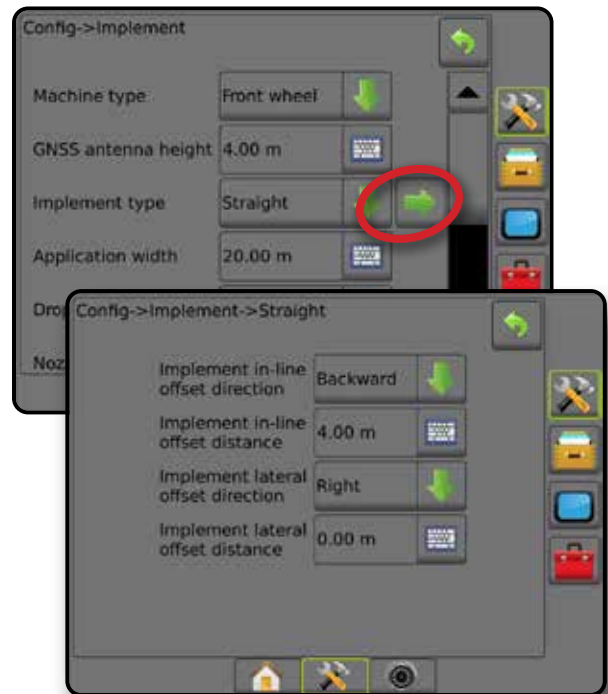 Config->Implement
Machine type Front wheel
GNSS antenna height 4.00 m
Implement type Straight
Application width 20.00 m
Config->Implement->Straight
Implement in-line
offset direction Backward
Implement in-line
offset distance 4.00 m
Implement lateral
offset direction Right
Implement lateral
offset distance 0.00 m